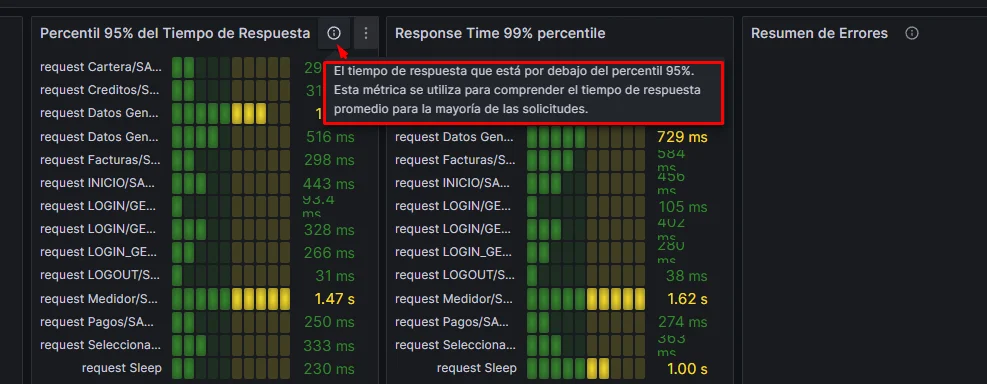 Percentil 95% del Tiempo de Respuesta
El tiempo de respuesta que está por debajo del percentil 95%.
Esta métrica se utiliza para comprender el tiempo de respuesta
promedio para la mayoría de las solicitudes.
request Cartera/SA...
request Creditos/S...
request Datos Gen...
request Datos Gen... 516 ms
request Facturas/S... 298 ms
request INICIO/SA... 443 ms
request LOGIN/GE... 93.4 ms
request LOGIN/GE... 328 ms
request LOGIN_GE... 266 ms
request LOGOUT/S... 31 ms
request Medidor/S... 1.47 s
request Pagos/SA... 250 ms
request Selecciona... 333 ms
request Sleep 230 ms
Response Time 99% percentile
request Datos Gen... 729 ms
request Facturas/S... 584 ms
request INICIO/SA... 456 ms
request LOGIN/GE... 105 ms
request LOGIN/GE... 402 ms
request LOGIN_GE... 280 ms
request LOGOUT/S... 38 ms
request Medidor/S... 1.62 s
request Pagos/SA... 274 ms
request Selecciona... 363 ms
request Sleep 1.00 s
Resumen de Errores